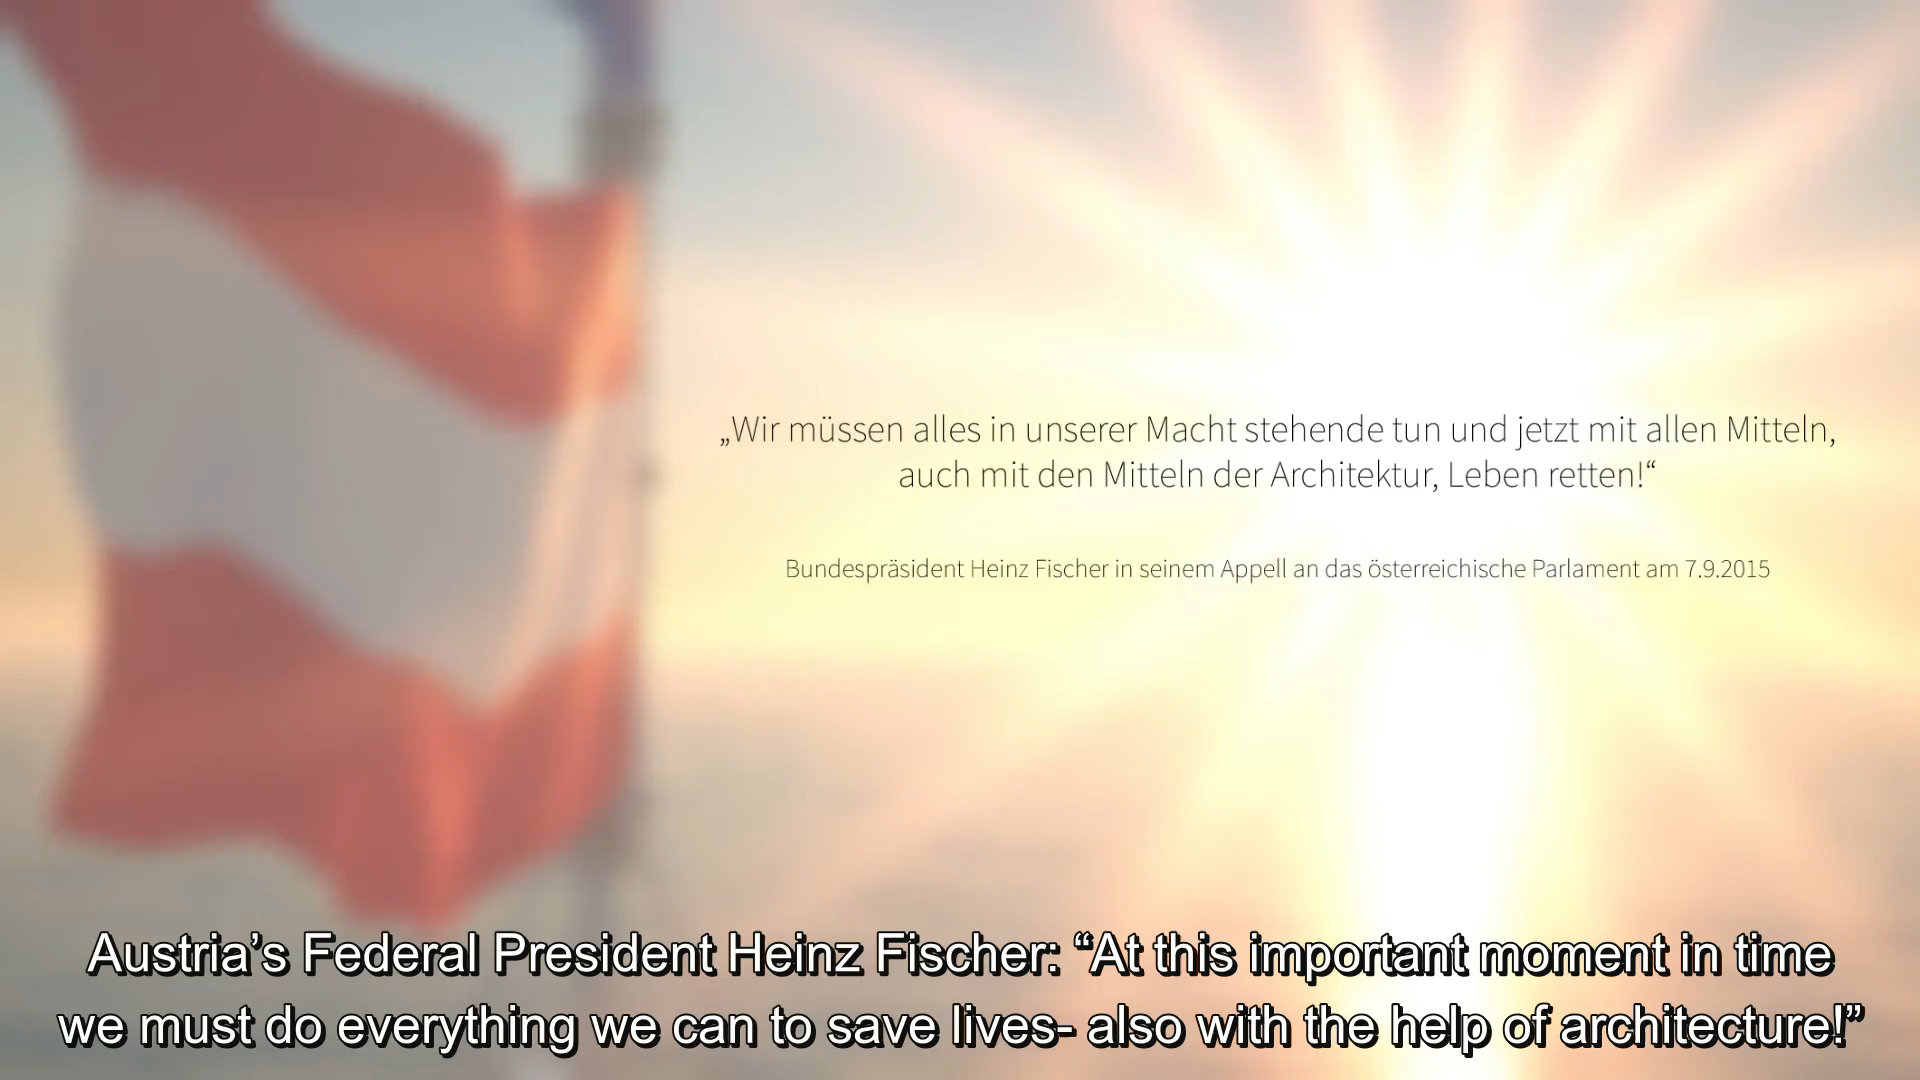 „Wir müssen alles in unserer Macht stehende tun und jetzt mit allen Mitteln,
auch mit den Mitteln der Architektur, Leben retten!“
Bundespräsident Heinz Fischer in seinem Appell an das österreichische Parlament am 7.9.2015
Austria’s Federal President Heinz Fischer: “At this important moment in time
we must do everything we can to save lives- also with the help of architecture!”